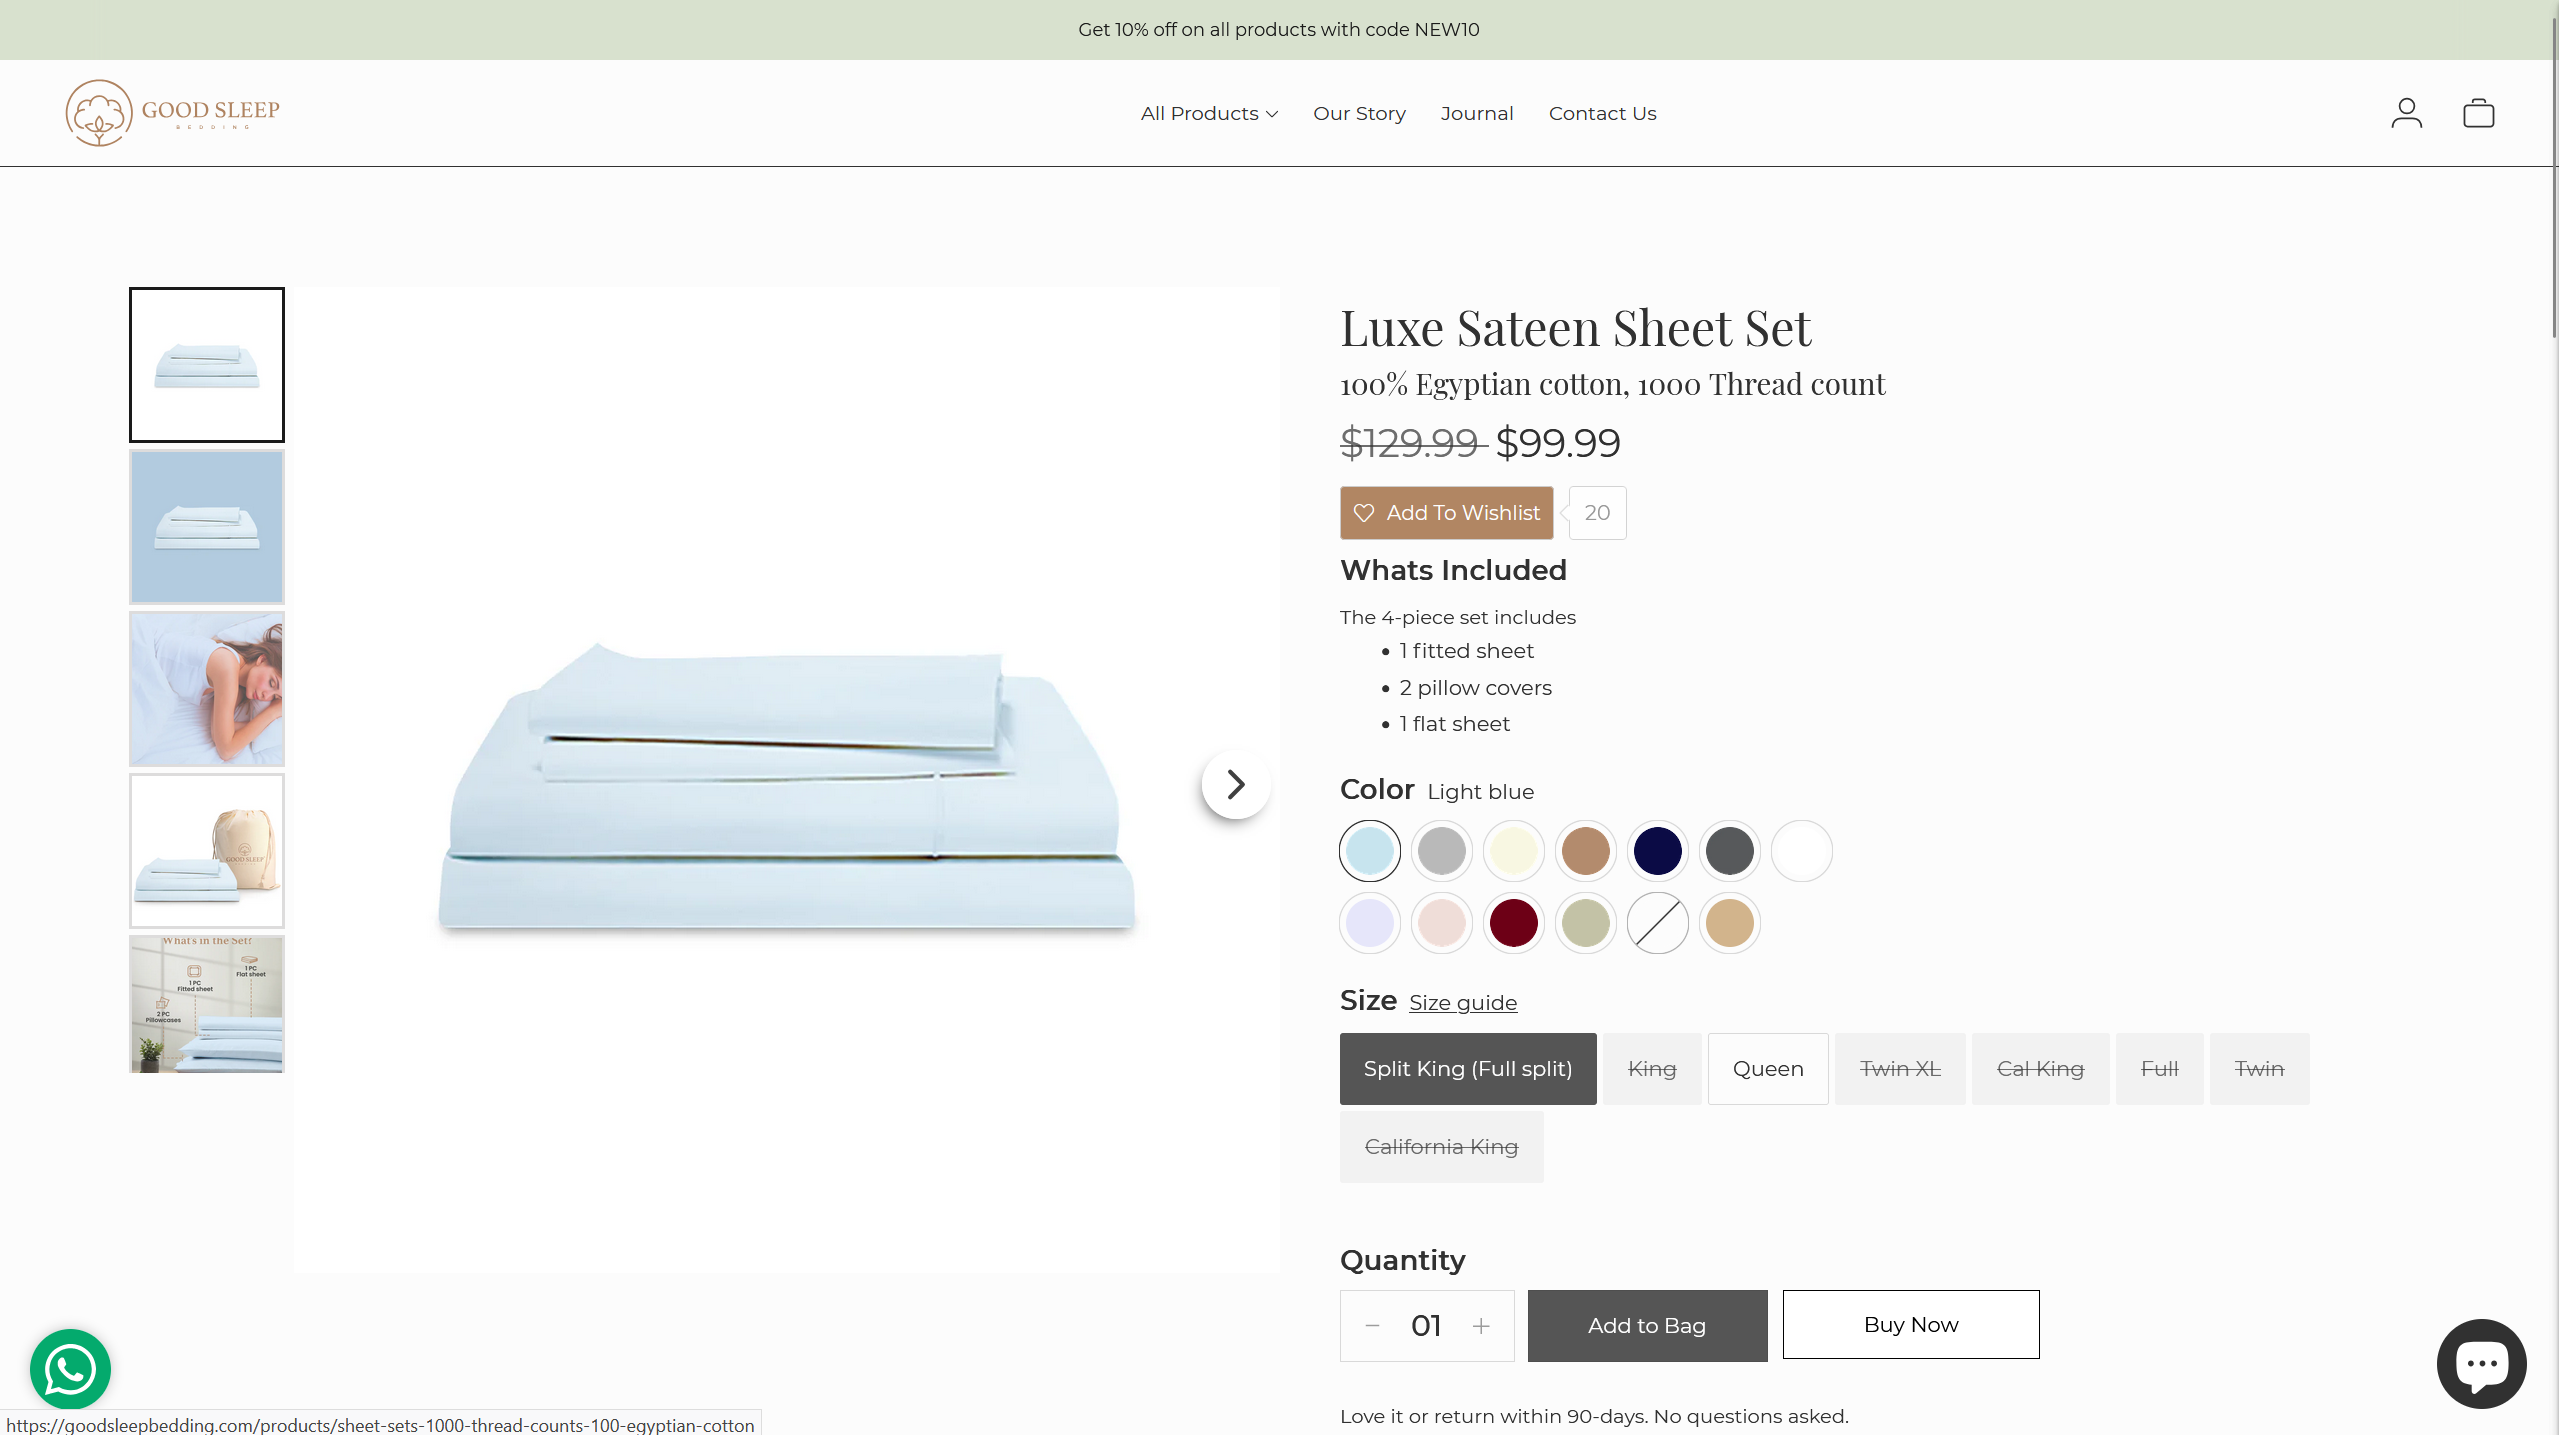 Get 10% off on all products with code NEW10
GOOD SLEEP
BEDDING
All Products
Our Story
Journal
Contact Us
Luxe Sateen Sheet Set
100% Egyptian cotton, 1000 Thread count
$129.99 $99.99
Add To Wishlist
20
Whats Included
The 4-piece set includes
• 1 fitted sheet
• 2 pillow covers
• 1 flat sheet
Color Light blue
Size Size guide
Split King (Full split)
King
Queen
Twin XL
Cal King
Full
Twin
California King
Quantity
01
Add to Bag
Buy Now
Love it or return within 90-days. No questions asked.
GOOD SLEEP
What's in the Set?
1 PC
Flat sheet
1 PC
Fitted sheet
2 PC
Pillowcases
https://goodsleepbedding.com/products/sheet-sets-1000-thread-counts-100-egyptian-cotton